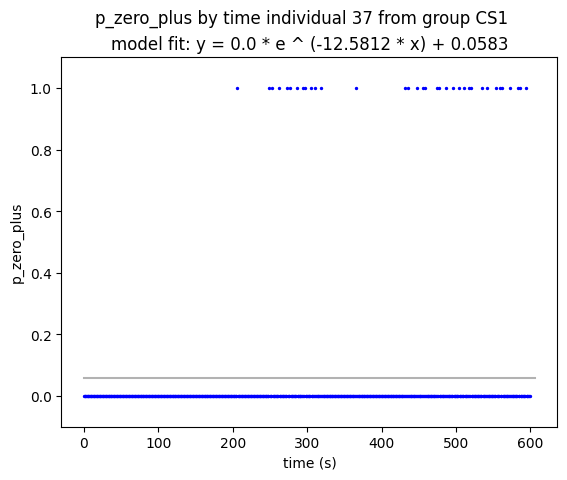 p_zero_plus by time individual 37 from group CS1
model fit: y = 0.0 * e ^ (-12.5812 * x) + 0.0583
1.0
0.8
0.6
0.4
0.2
0.0
p_zero_plus
0 100 200 300 400 500 600
time (s)